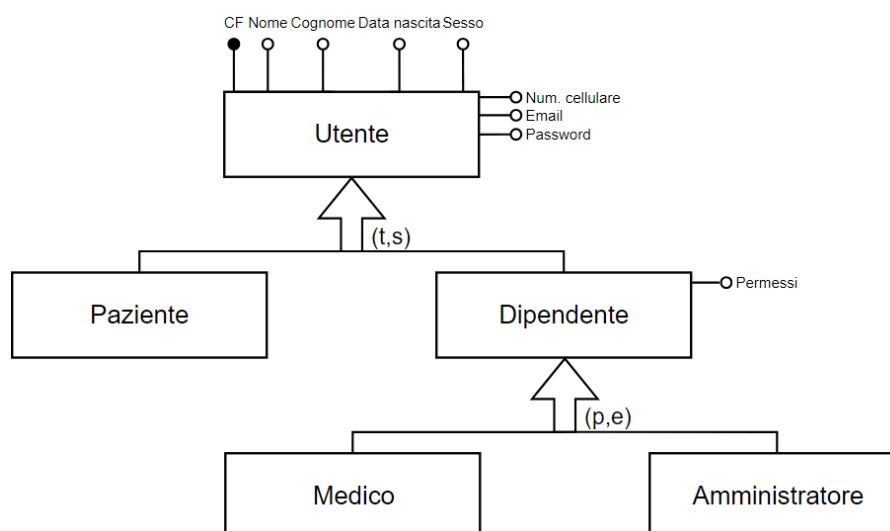 CF Nome Cognome Data nascita Sesso
Num. cellulare
Email
Password
Utente
(t,s)
Paziente
Dipendente
Permessi
(p,e)
Medico
Amministratore